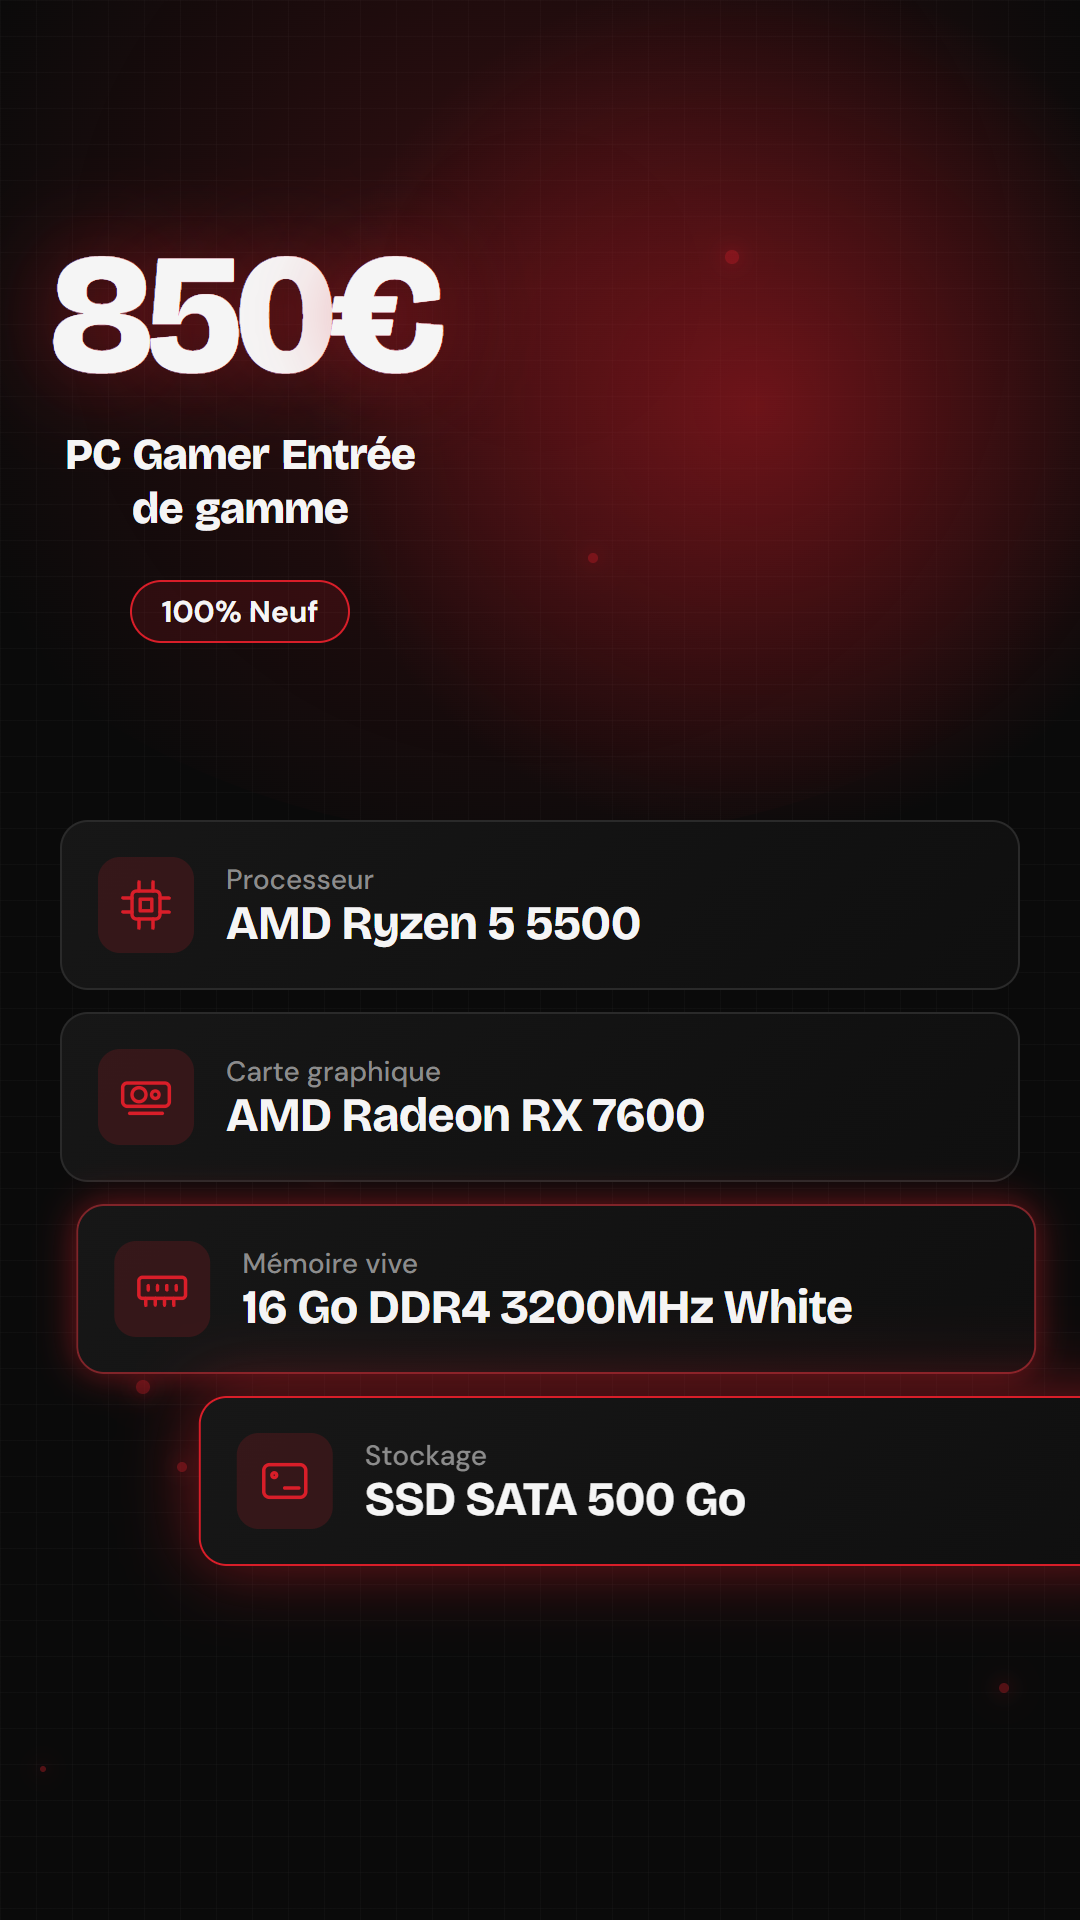 850€
PC Gamer Entrée
de gamme
100% Neuf
Processeur
AMD Ryzen 5 5500
Carte graphique
AMD Radeon RX 7600
Mémoire vive
16 Go DDR4 3200MHz White
Stockage
SSD SATA 500 Go